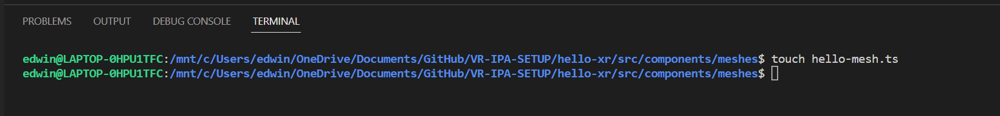 PROBLEMS OUTPUT DEBUG CONSOLE TERMINAL
edwin@LAPTOP-0HPU1TFC:/mnt/c/Users/edwin/OneDrive/Documents/GitHub/VR-IPA-SETUP/hello-xr/src/components/meshes$ touch hello-mesh.ts
edwin@LAPTOP-0HPU1TFC:/mnt/c/Users/edwin/OneDrive/Documents/GitHub/VR-IPA-SETUP/hello-xr/src/components/meshes$